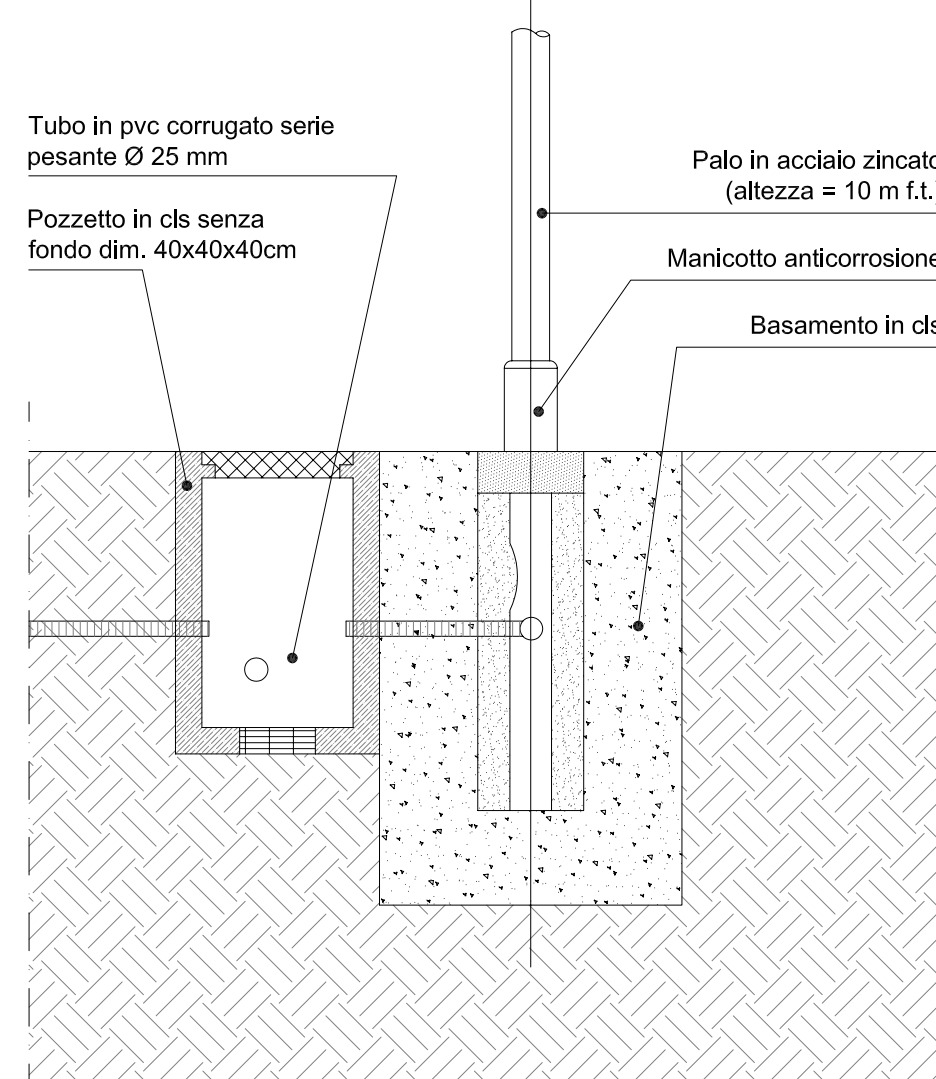 Tubo in pvc corrugato serie
pesante Ø 25 mm
Pozzetto in cls senza
fondo dim. 40x40x40cm
Palo in acciaio zincato
(altezza = 10 m f.t.)
Manicotto anticorrosione
Basamento in cls